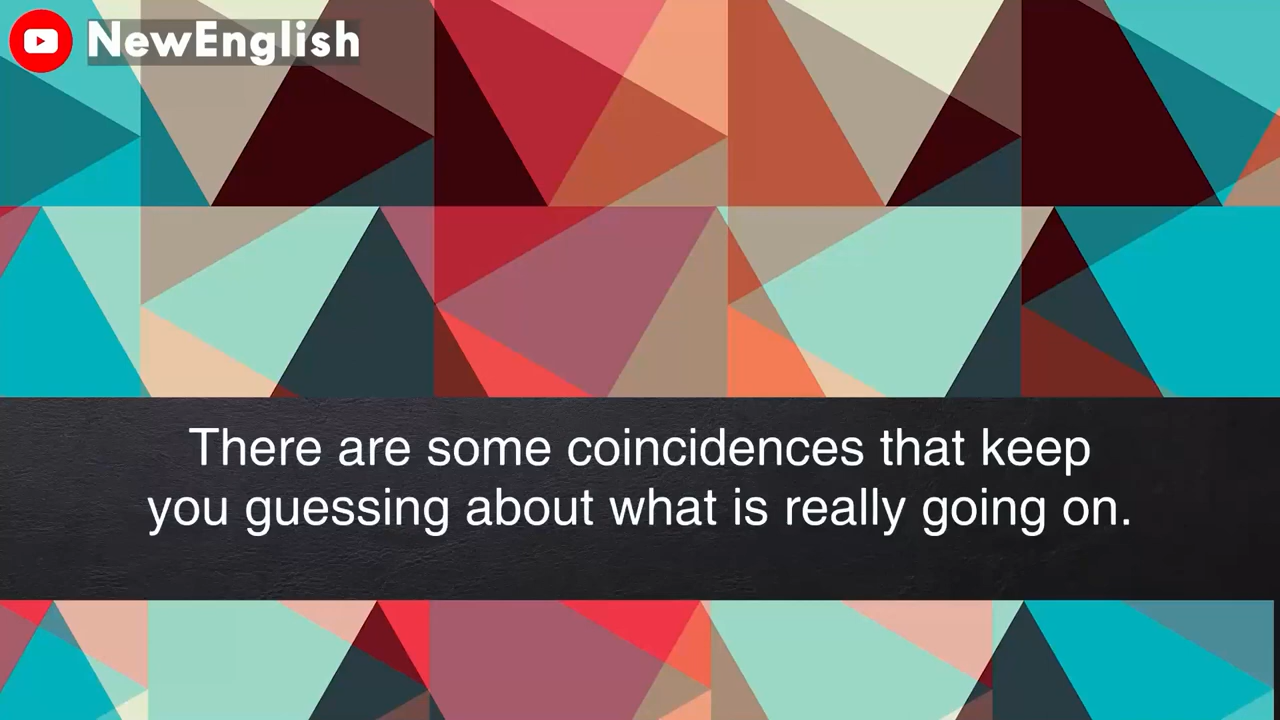 NewEnglish
There are some coincidences that keep
you guessing about what is really going on.